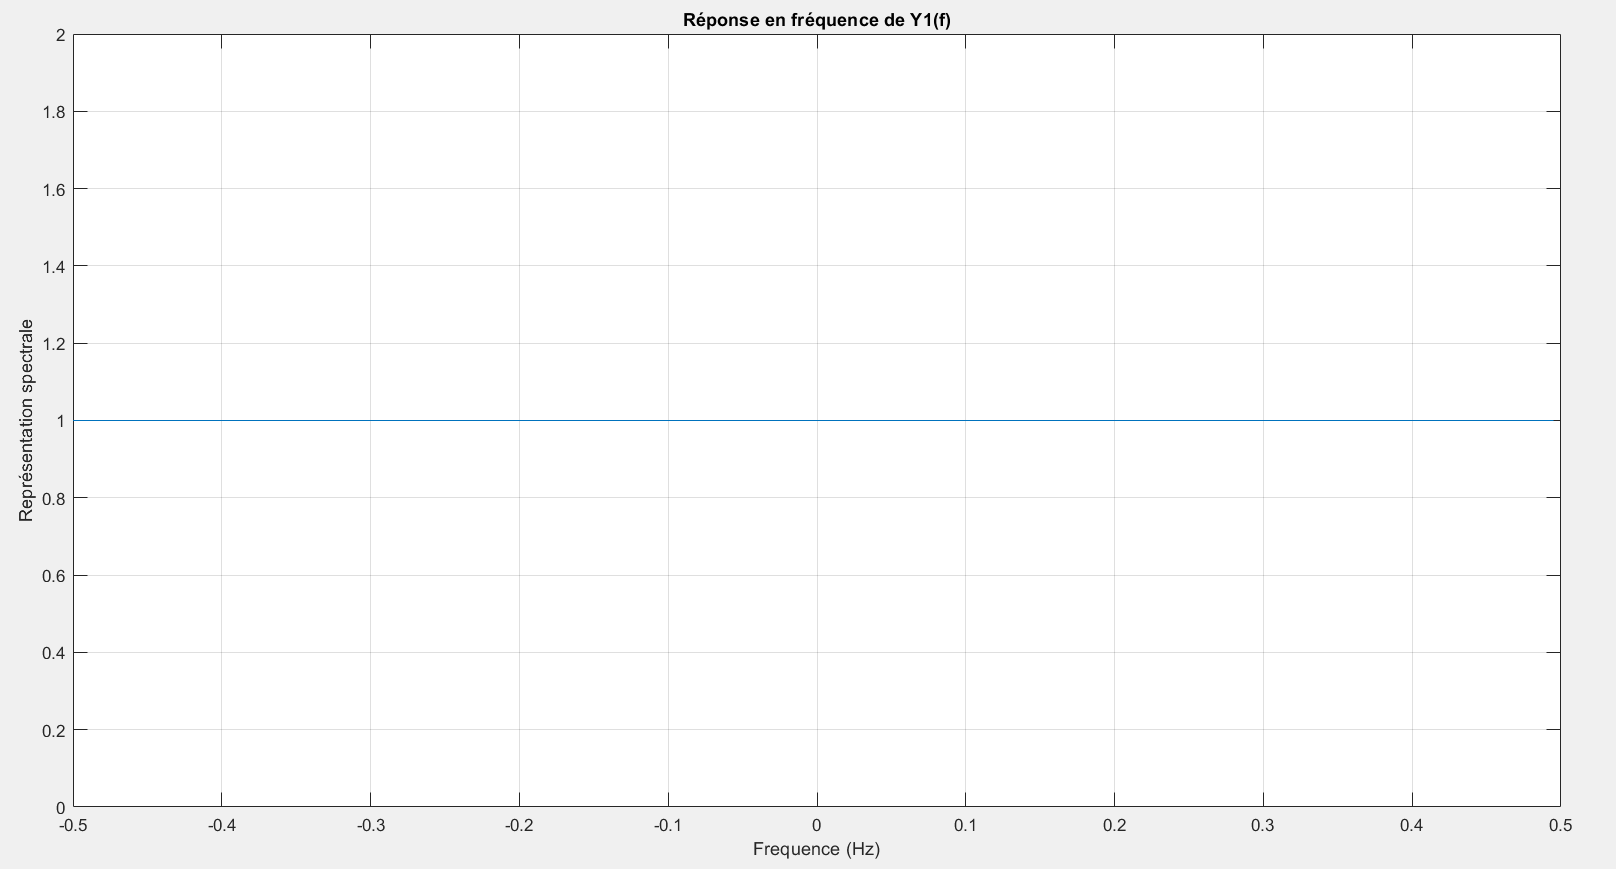 Réponse en fréquence de Y1(f)
Représentation spectrale
2
1.8
1.6
1.4
1.2
1
0.8
0.6
0.4
0.2
0
-0.5 -0.4 -0.3 -0.2 -0.1 0 0.1 0.2 0.3 0.4 0.5
Frequence (Hz)